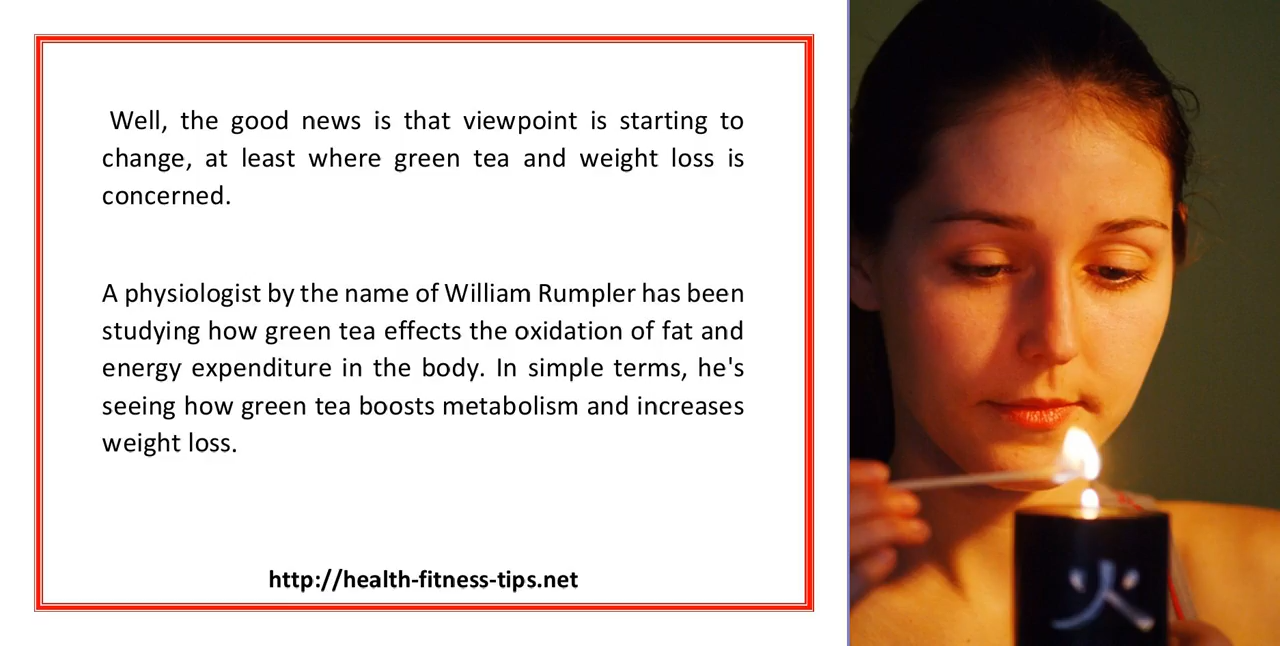 Well, the good news is that viewpoint is starting to
change, at least where green tea and weight loss is
concerned.
A physiologist by the name of William Rumpler has been
studying how green tea effects the oxidation of fat and
energy expenditure in the body. In simple terms, he's
seeing how green tea boosts metabolism and increases
weight loss.
http://health-fitness-tips.net
火